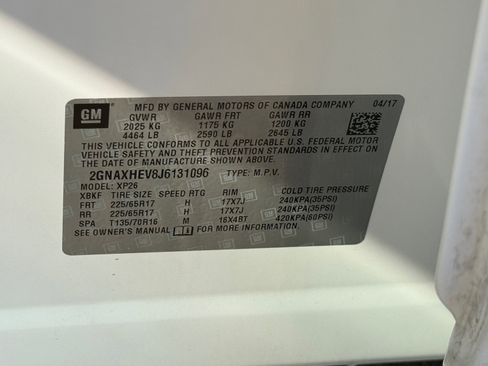 GM
MFD BY GENERAL MOTORS OF CANADA COMPANY 04/17
GVWR GAWR FRT GAWR RR
2025 KG 1175 KG 1200 KG
4464 LB 2590 LB 2645 LB
THIS VEHICLE CONFORMS TO ALL APPLICABLE U.S.
FEDERAL MOTOR VEHICLE SAFETY, BUMPER, AND
THEFT PREVENTION STANDARDS IN EFFECT ON
THE DATE OF MANUFACTURE SHOWN ABOVE.
2GNAXHEV8J6131096 TYPE: M.P.V.
MODEL: XP26
XBKF TIRE SIZE SPEED RTG RIM COLD TIRE PRESSURE
FRT 225/65R17 H 17X7J 240KPA(35PSI)
RR 225/65R17 H 17X7J 240KPA(35PSI)
SPA T135/70R16 M 16X4BT 420KPA(60PSI)
SEE OWNER'S MANUAL FOR MORE INFORMATION